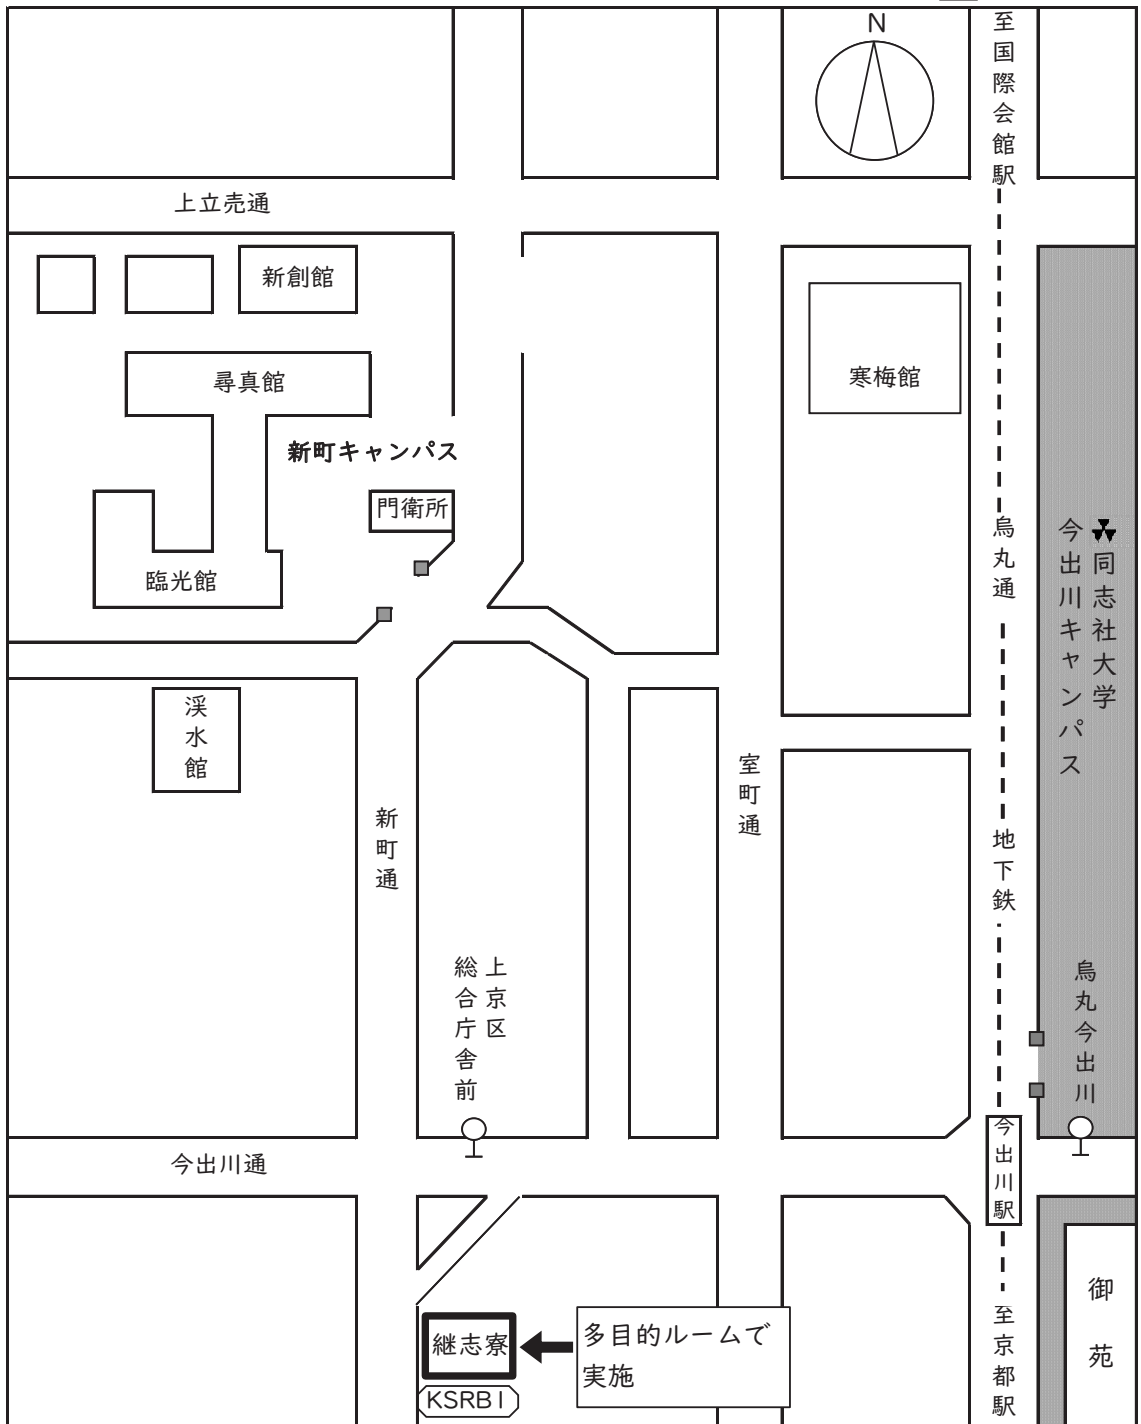 N
至国際会館駅
上立売通
新創館
尋真館
寒梅館
新町キャンパス
門衛所
臨光館
烏丸通
同志社大学
今出川キャンパス
渓水館
新町通
室町通
地下鉄
上京区
総合庁舎前
烏丸今出川
今出川通
今出川駅
御苑
至京都駅
継志寮
多目的ルームで
実施
KSRB1